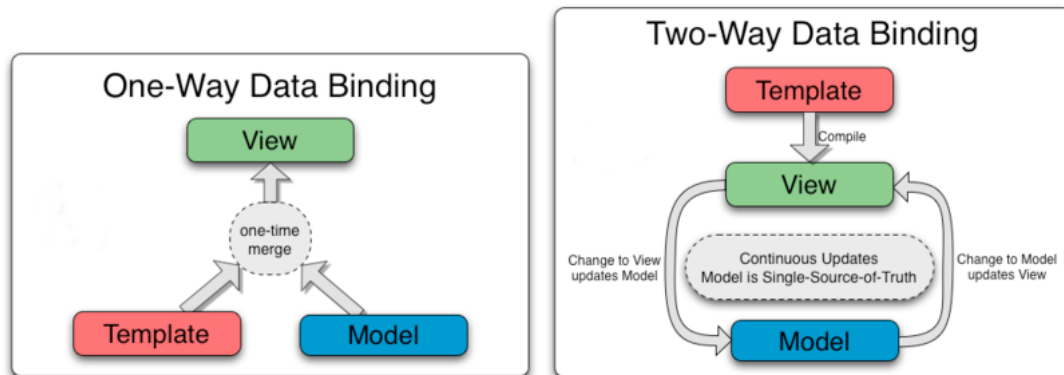 One-Way Data Binding
View
one-time
merge
Template
Model
Two-Way Data Binding
Template
Compile
View
Change to View
updates Model
Continuous Updates
Model is Single-Source-of-Truth
Change to Model
updates View
Model